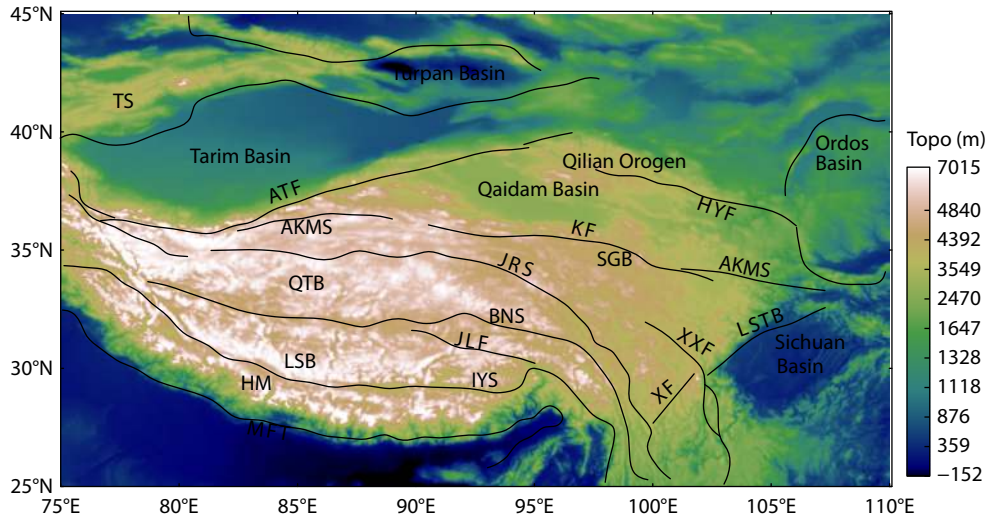 45°N
Turpan Basin
TS
40°N
Topo (m)
Ordos
Basin
Tarim Basin
Qilian Orogen
7015
ATF
Qaidam Basin
HYF
4840
AKMS
KF
4392
35°N
JRS
SGB
AKMS
3549
QTB
2470
BNS
LSTB
1647
JLF
XXF
Sichuan
Basin
1328
30°N
LSB
IYS
XF
1118
HM
876
MFT
359
25°N
−152
75°E
80°E
85°E
90°E
95°E
100°E
105°E
110°E